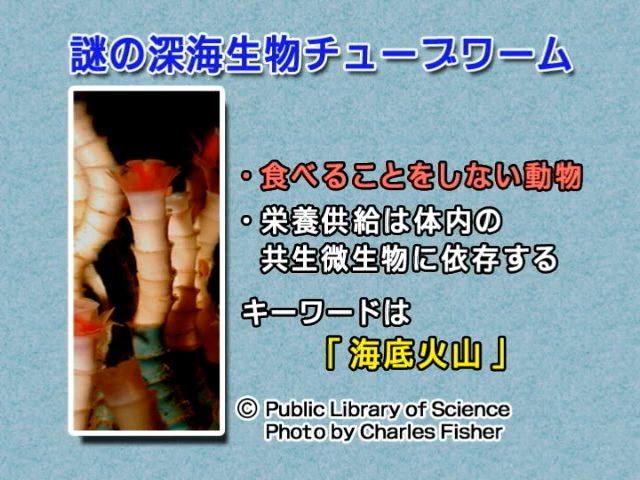 謎の深海生物チューブワーム
・食べることをしない動物
・栄養供給は体内の
共生微生物に依存する
キーワードは
「海底火山」
© Public Library of Science
Photo by Charles Fisher